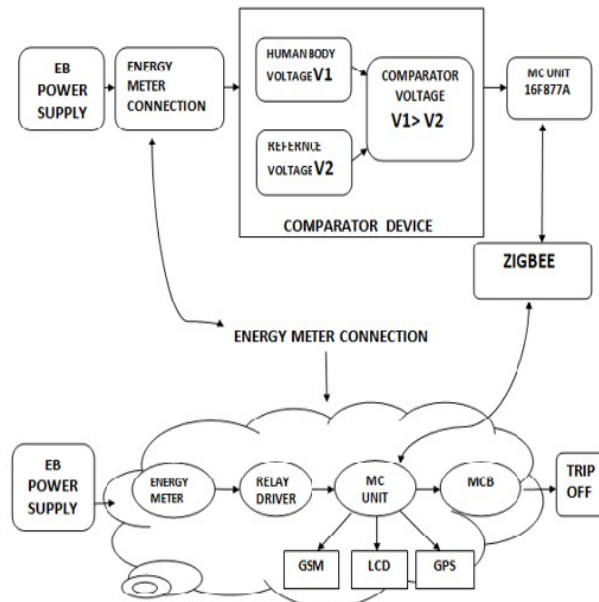 EB
POWER
SUPPLY
ENERGY
METER
CONNECTION
HUMAN BODY
VOLTAGE V1
REFERNCE
VOLTAGE V2
COMPARATOR
VOLTAGE
V1> V2
COMPARATOR DEVICE
MC UNIT
16F877A
ZIGBEE
ENERGY METER CONNECTION
EB
POWER
SUPPLY
ENERGY
METER
RELAY
DRIVER
MC
UNIT
MCB
TRIP
OFF
GSM
LCD
GPS